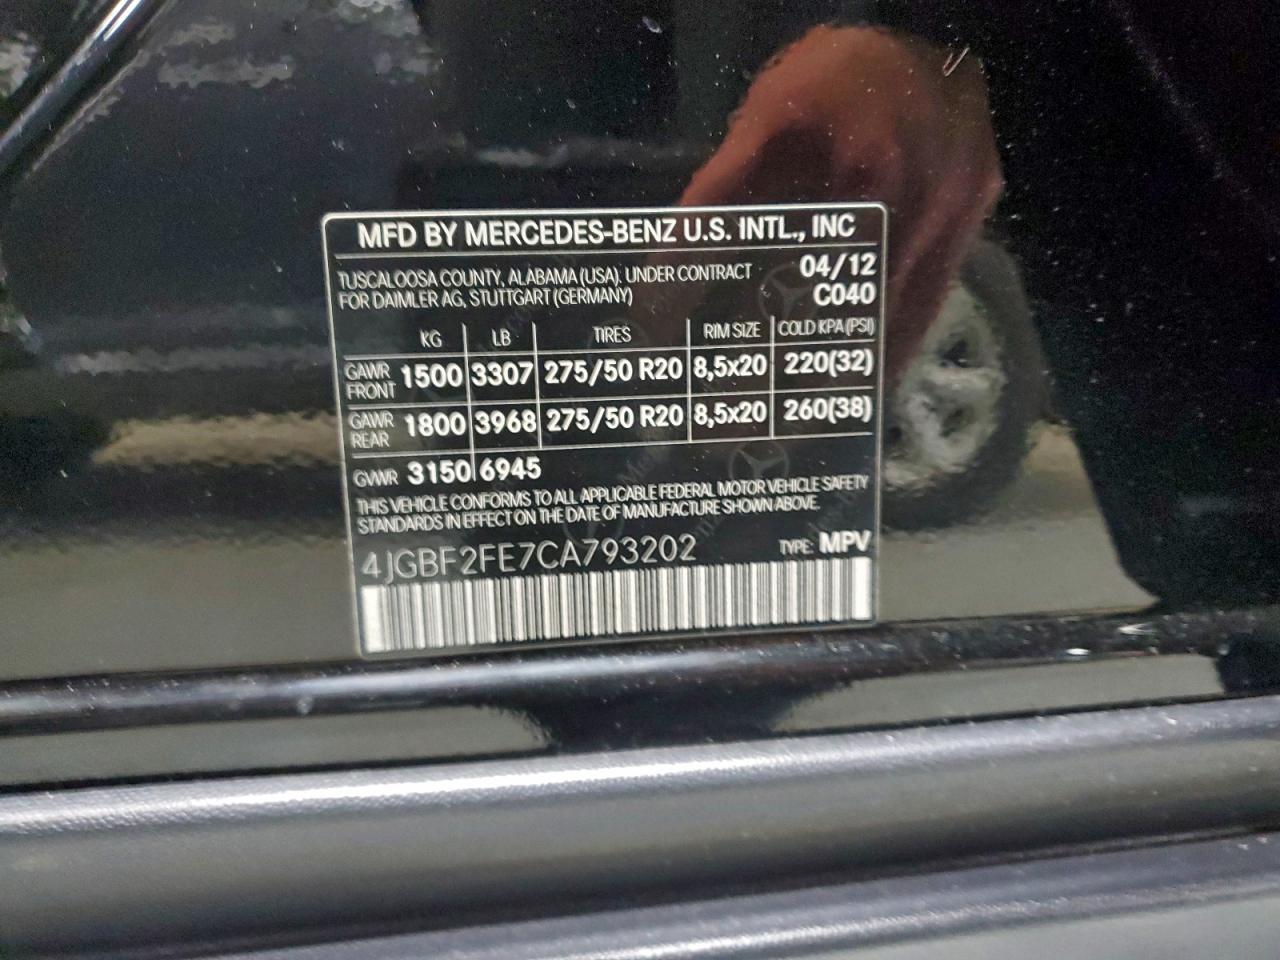 MFD BY MERCEDES-BENZ U.S. INTL., INC
TUSCALOOSA COUNTY, ALABAMA (USA). UNDER CONTRACT 04/12
FOR DAIMLER AG, STUTTGART (GERMANY) C040
KG LB TIRES RIM SIZE COLD KPA (PSI)
GAWR FRONT 1500 3307 275/50 R20 8,5x20 220(32)
GAWR REAR 1800 3968 275/50 R20 8,5x20 260(38)
GVWR 3150 6945
THIS VEHICLE CONFORMS TO ALL APPLICABLE FEDERAL MOTOR VEHICLE SAFETY
STANDARDS IN EFFECT ON THE DATE OF MANUFACTURE SHOWN ABOVE.
4JGBF2FE7CA793202 TYPE: MPV